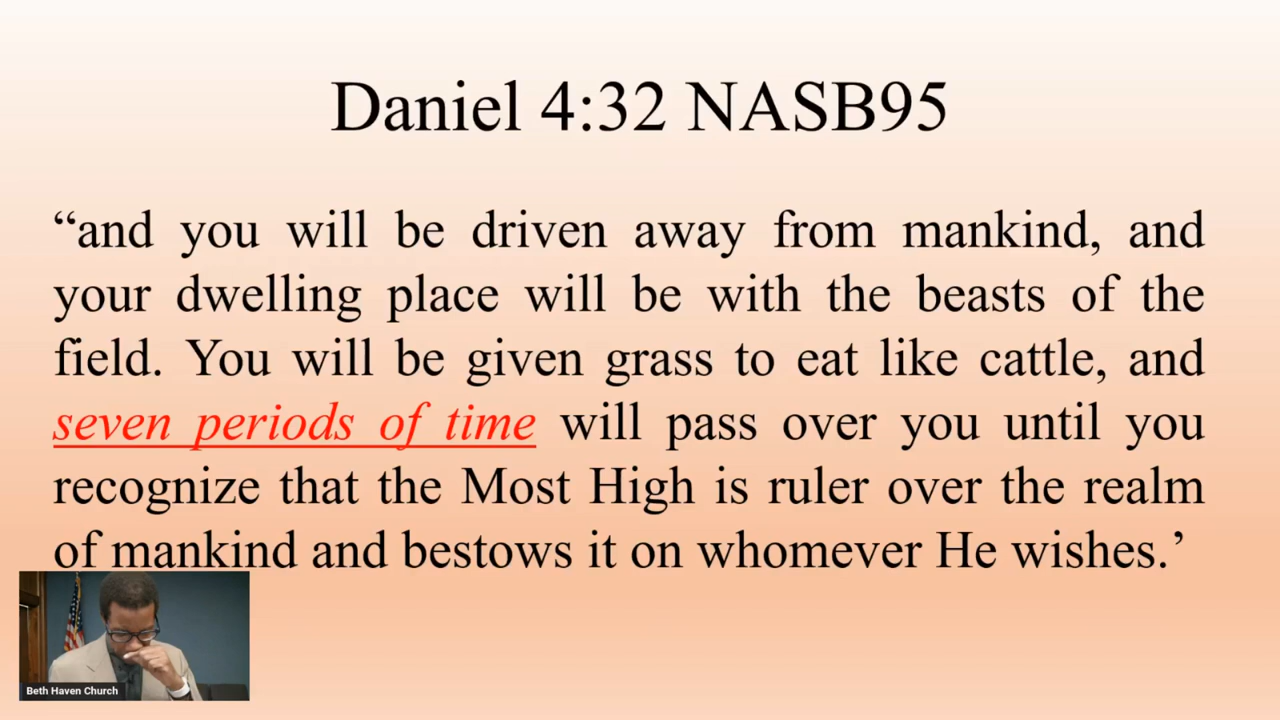 Daniel 4:32 NASB95
“and you will be driven away from mankind, and
your dwelling place will be with the beasts of the
field. You will be given grass to eat like cattle, and
seven periods of time will pass over you until you
recognize that the Most High is ruler over the realm
of mankind and bestows it on whomever He wishes.’
Beth Haven Church